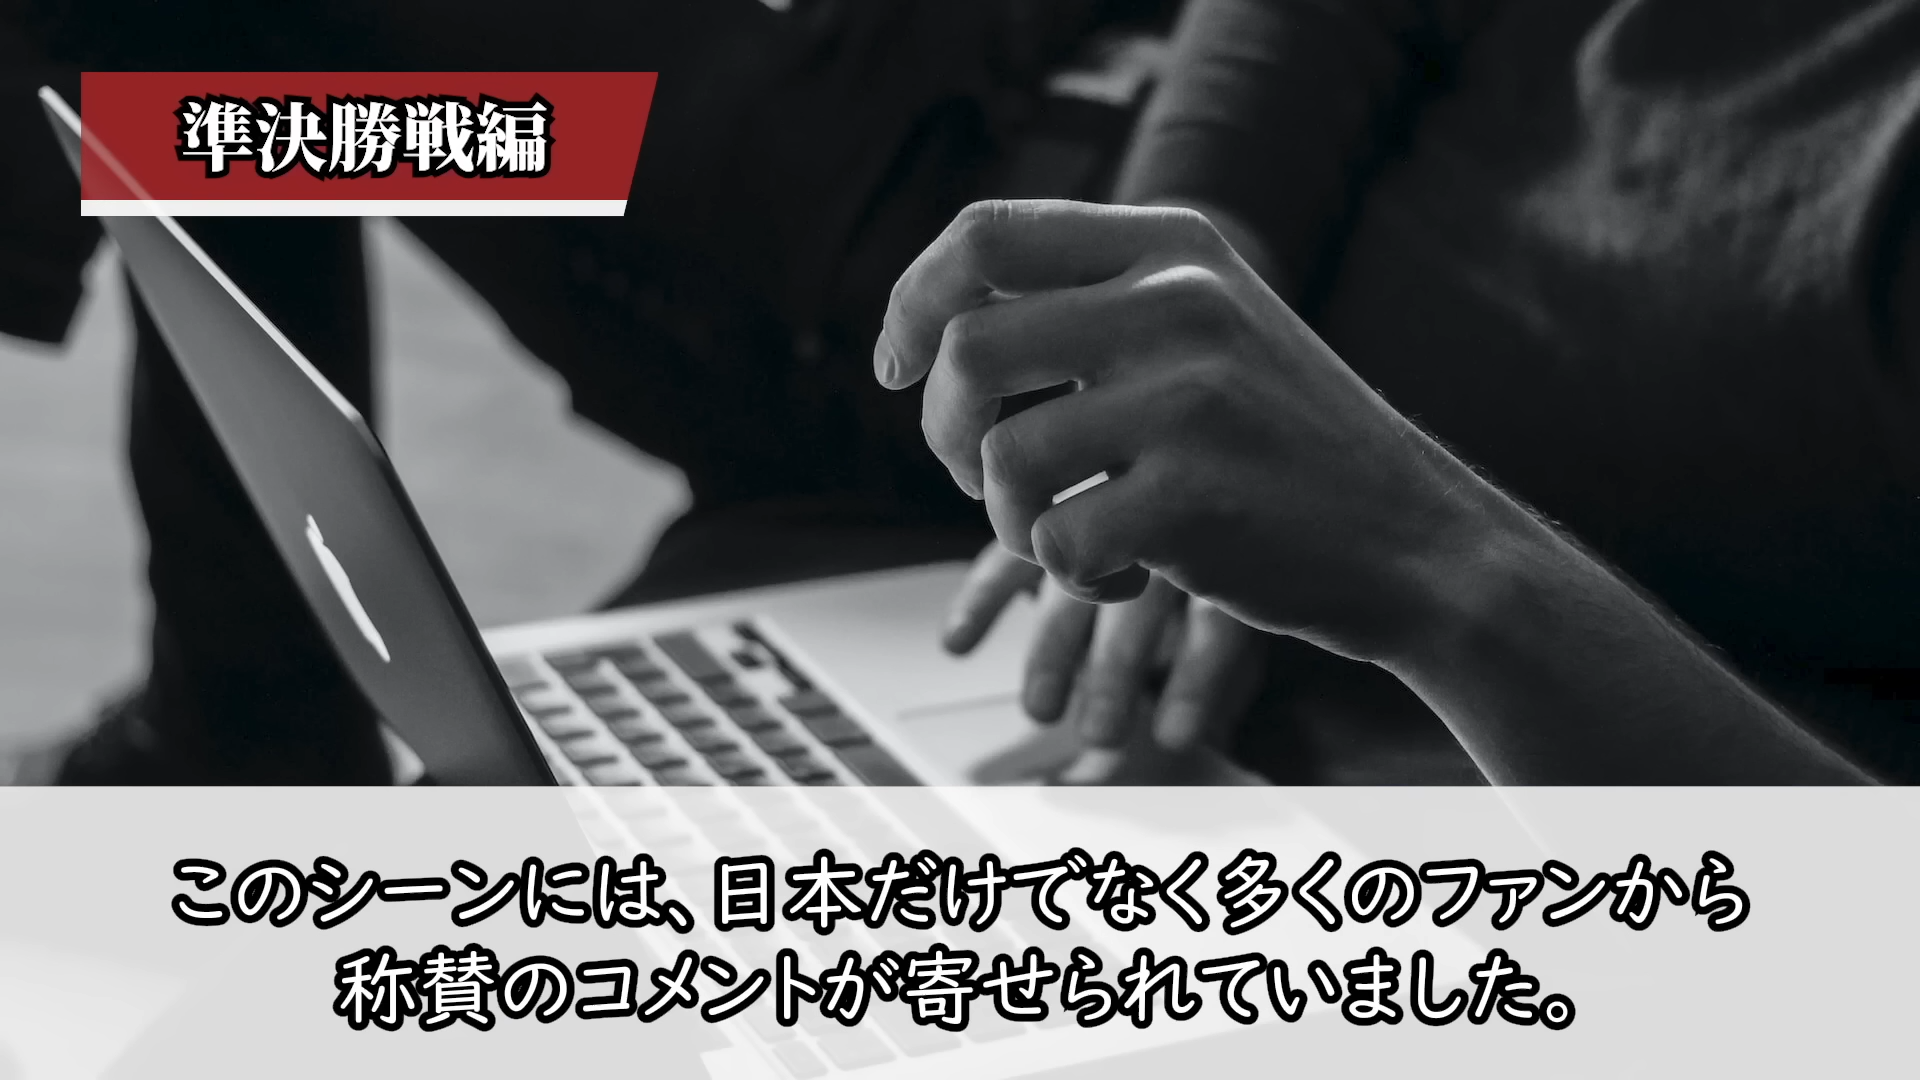 準決勝戦編
このシーンには、日本だけでなく多くのファンから
称賛のコメントが寄せられていました。